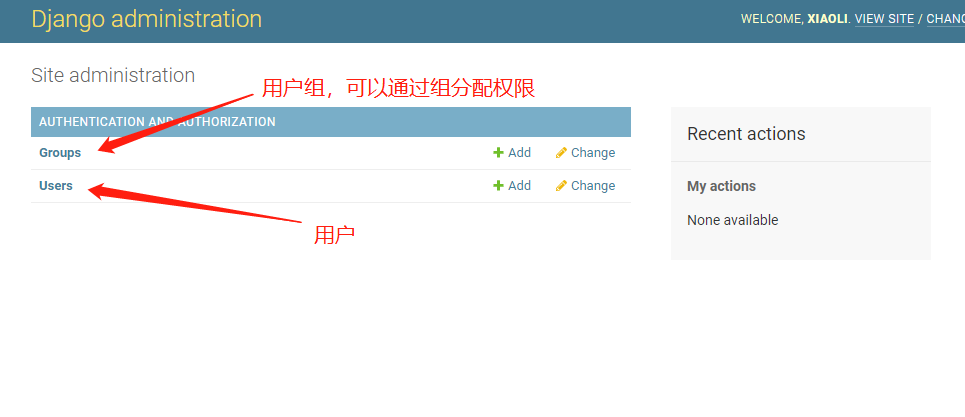 Django administration
WELCOME, XIAOLI. VIEW SITE / CHANG
Site administration
用户组，可以通过组分配权限
AUTHENTICATION AND AUTHORIZATION
Groups + Add Change
Users + Add Change
用户
Recent actions
My actions
None available